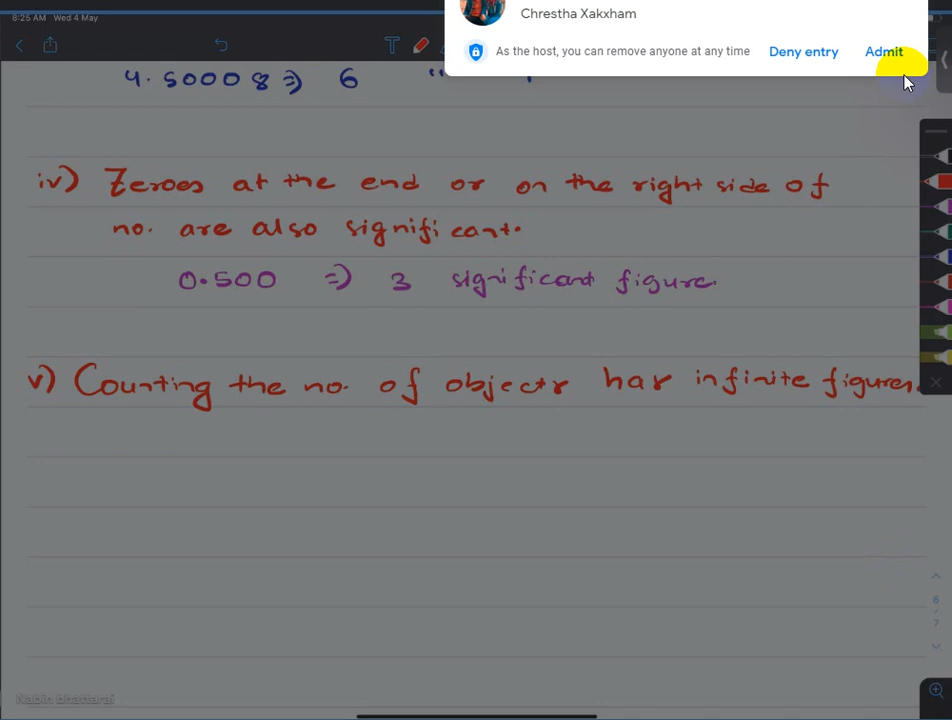 8:25 AM Wed 4 May
Chrestha Xakxham
As the host, you can remove anyone at any time Deny entry Admit
4.50008 ⇒ 6 "
iv) Zeroes at the end or on the right side of
no. are also significant.
0.500 ⇒ 3 significant figure.
v) Counting the no. of objects has infinite figures.
6
/
7
Nabin bhattarai